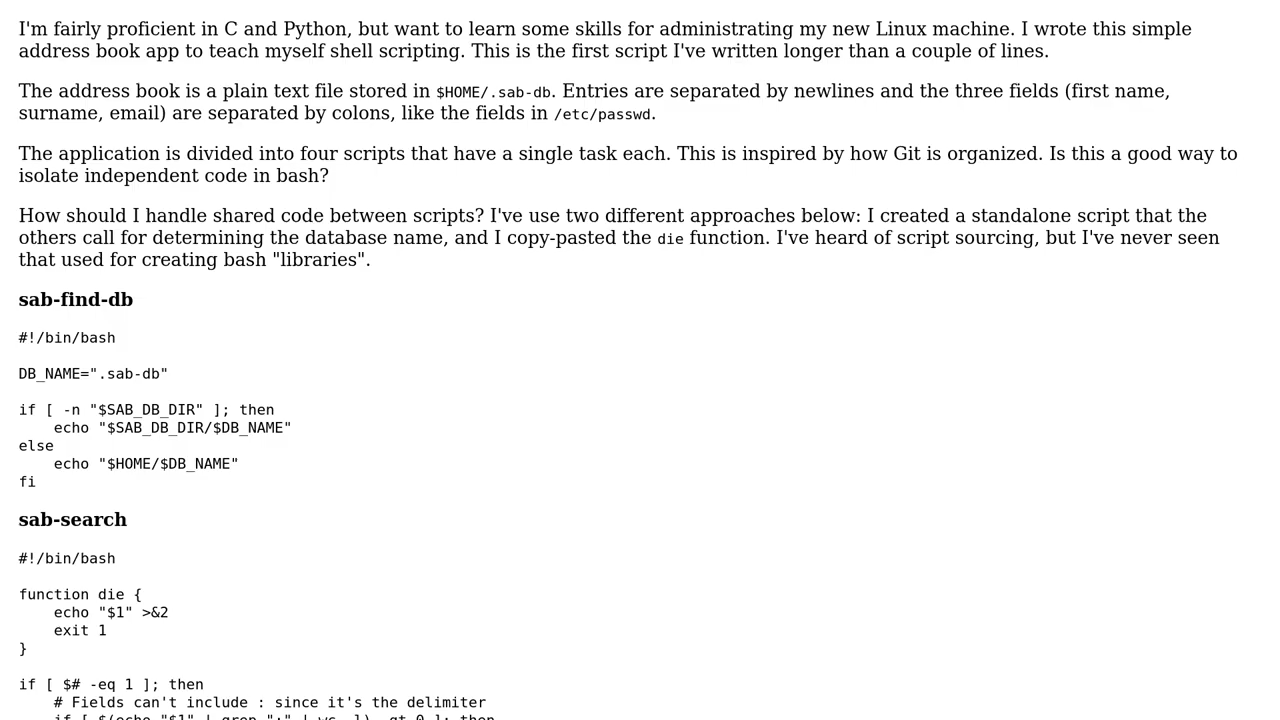 I'm fairly proficient in C and Python, but want to learn some skills for administrating my new Linux machine. I wrote this simple
address book app to teach myself shell scripting. This is the first script I've written longer than a couple of lines.
The address book is a plain text file stored in $HOME/.sab-db. Entries are separated by newlines and the three fields (first name,
surname, email) are separated by colons, like the fields in /etc/passwd.
The application is divided into four scripts that have a single task each. This is inspired by how Git is organized. Is this a good way to
isolate independent code in bash?
How should I handle shared code between scripts? I've use two different approaches below: I created a standalone script that the
others call for determining the database name, and I copy-pasted the die function. I've heard of script sourcing, but I've never seen
that used for creating bash "libraries".
sab-find-db
#!/bin/bash
DB_NAME=".sab-db"
if [ -n "$SAB_DB_DIR" ]; then
    echo "$SAB_DB_DIR/$DB_NAME"
else
    echo "$HOME/$DB_NAME"
fi
sab-search
#!/bin/bash
function die {
    echo "$1" >&2
    exit 1
}
if [ $# -eq 1 ]; then
    # Fields can't include : since it's the delimiter
    if [ $(echo "$1" | grep ":" | wc -l) -gt 0 ]; then